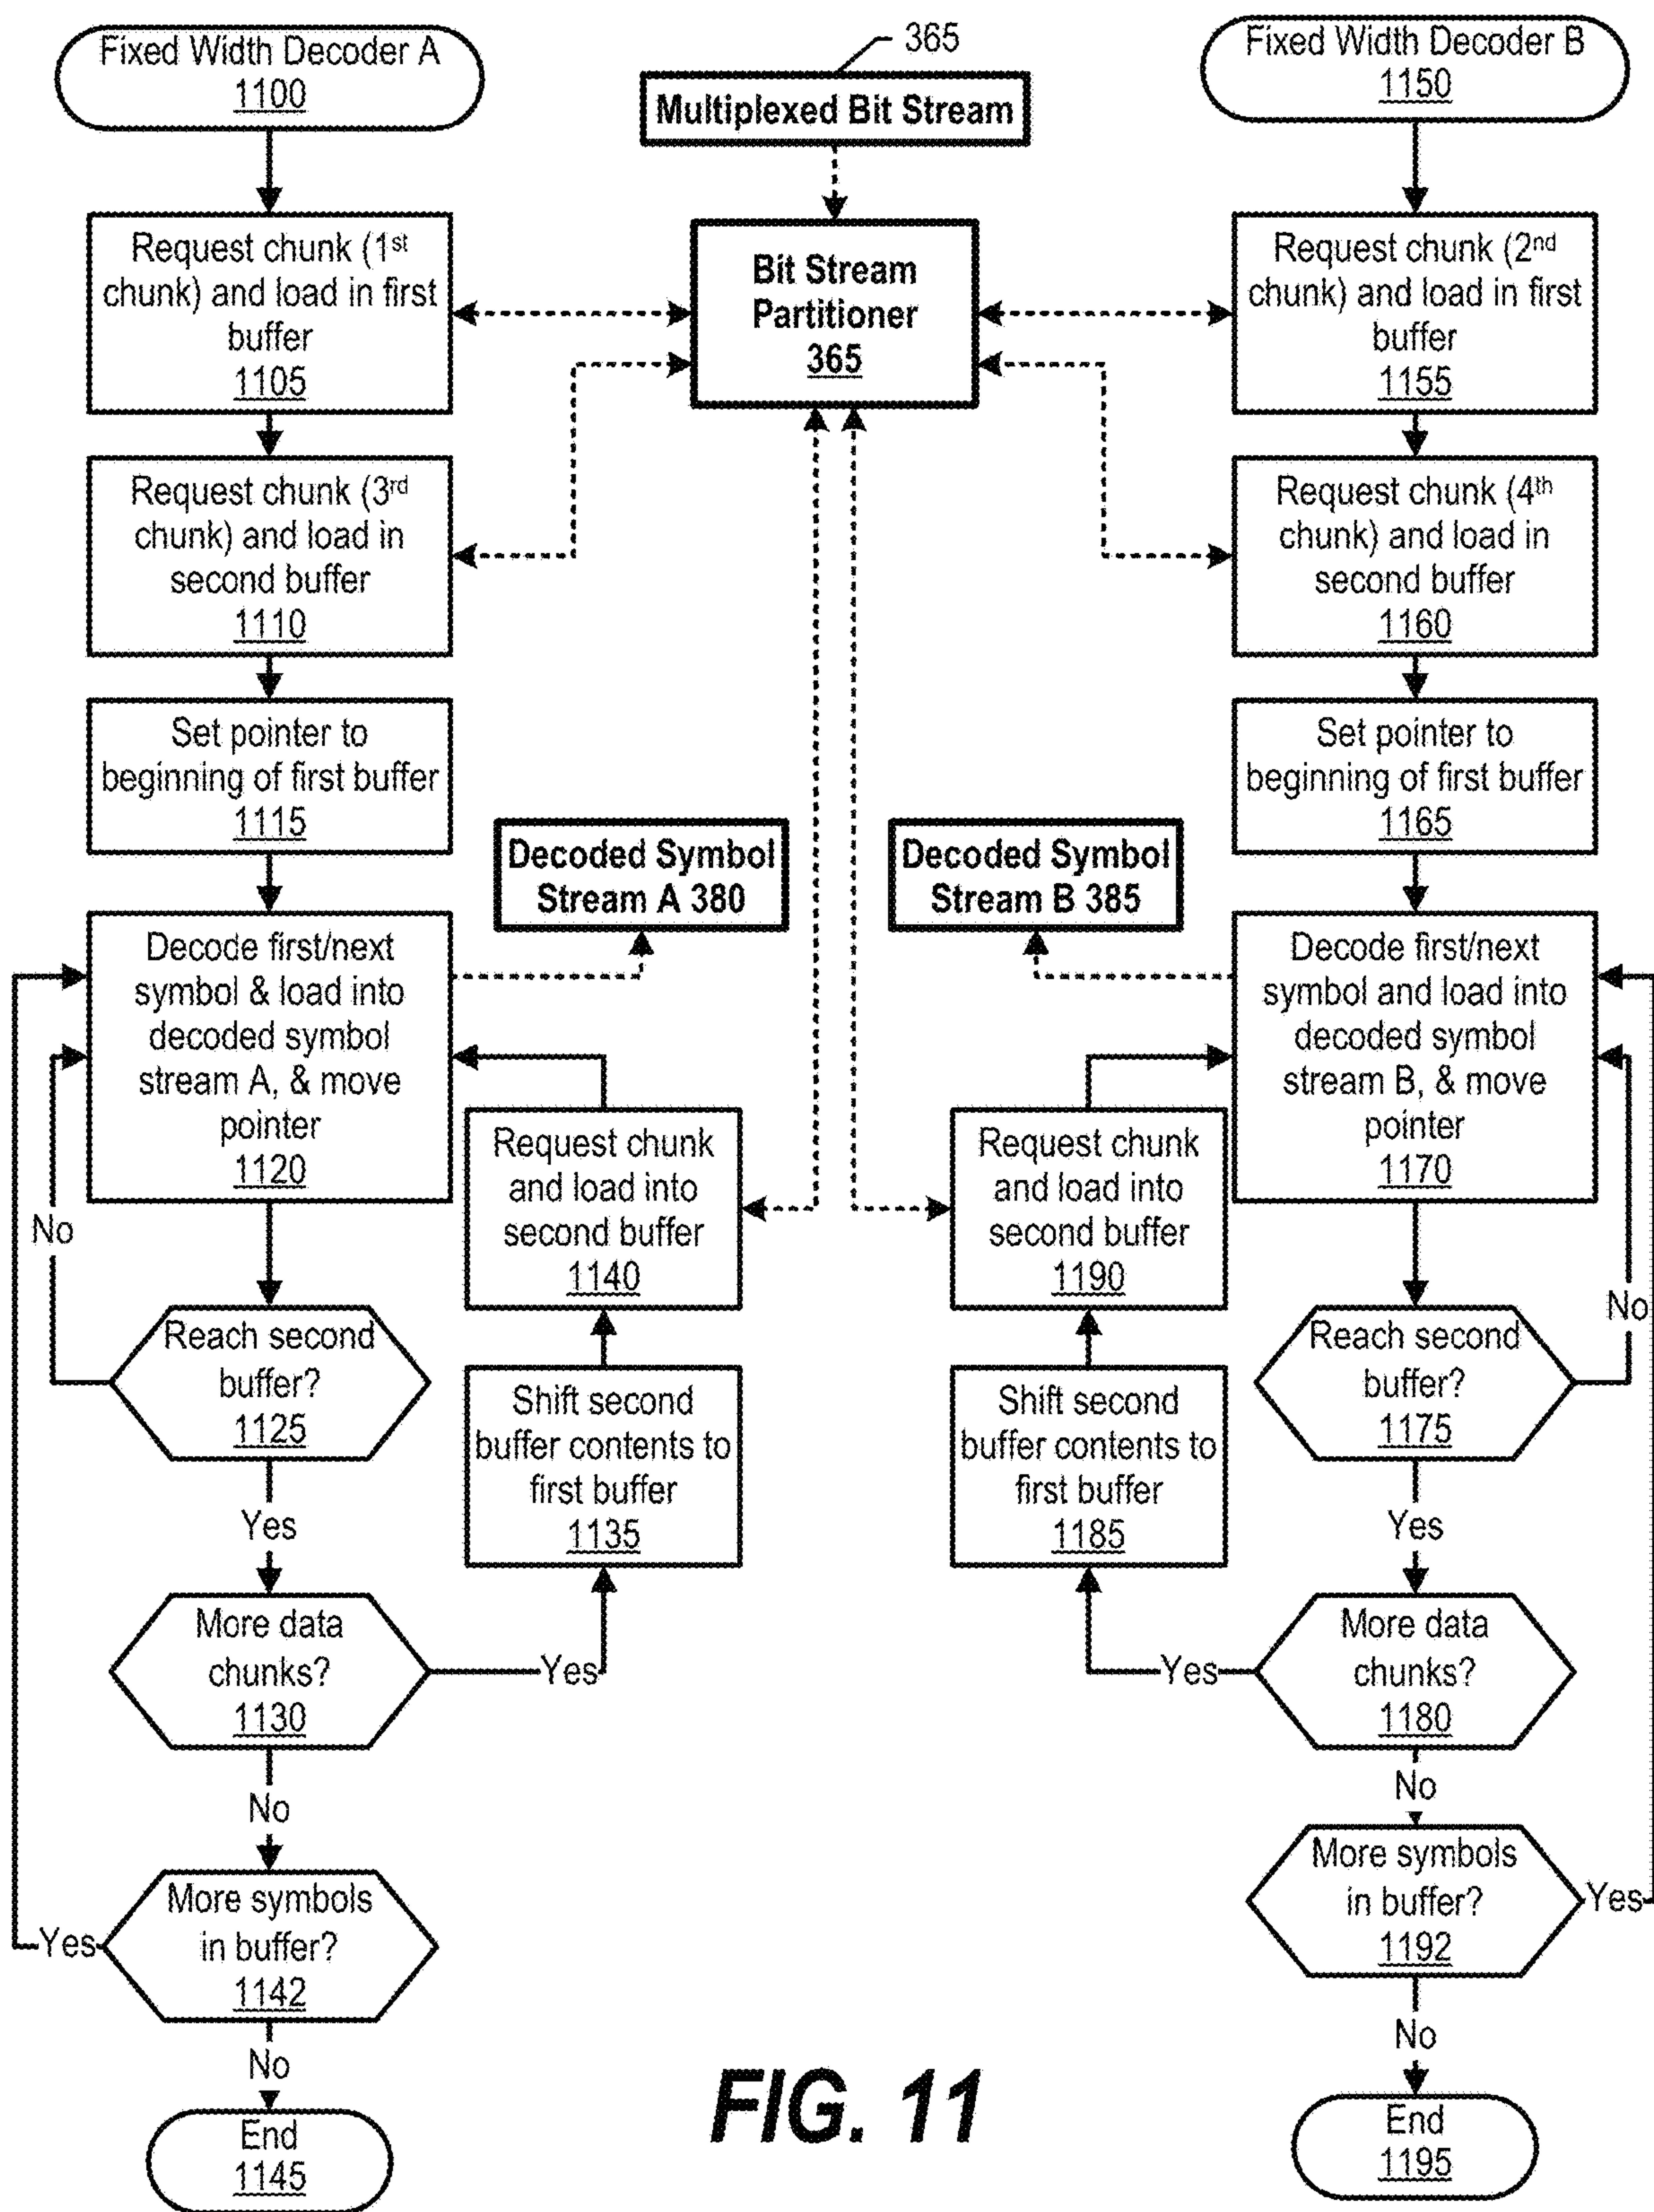 Fixed Width Decoder A
1100
365
Multiplexed Bit Stream
Fixed Width Decoder B
1150
Request chunk (1st
chunk) and load in first
buffer
1105
Bit Stream
Partitioner
365
Request chunk (2nd
chunk) and load in first
buffer
1155
Request chunk (3rd
chunk) and load in
second buffer
1110
Request chunk (4th
chunk) and load in
second buffer
1160
Set pointer to
beginning of first buffer
1115
Set pointer to
beginning of first buffer
1165
Decoded Symbol
Stream A 380
Decoded Symbol
Stream B 385
Decode first/next
symbol & load into
decoded symbol
stream A, & move
pointer
1120
Decode first/next
symbol and load into
decoded symbol
stream B, & move
pointer
1170
Request chunk
and load into
second buffer
1140
Request chunk
and load into
second buffer
1190
No
No
Reach second
buffer?
1125
Reach second
buffer?
1175
Shift second
buffer contents to
first buffer
1135
Shift second
buffer contents to
first buffer
1185
Yes
Yes
More data
chunks?
1130
Yes
Yes
More data
chunks?
1180
No
No
More symbols
in buffer?
1142
Yes
More symbols
in buffer?
1192
Yes
No
No
End
1145
End
1195
FIG. 11